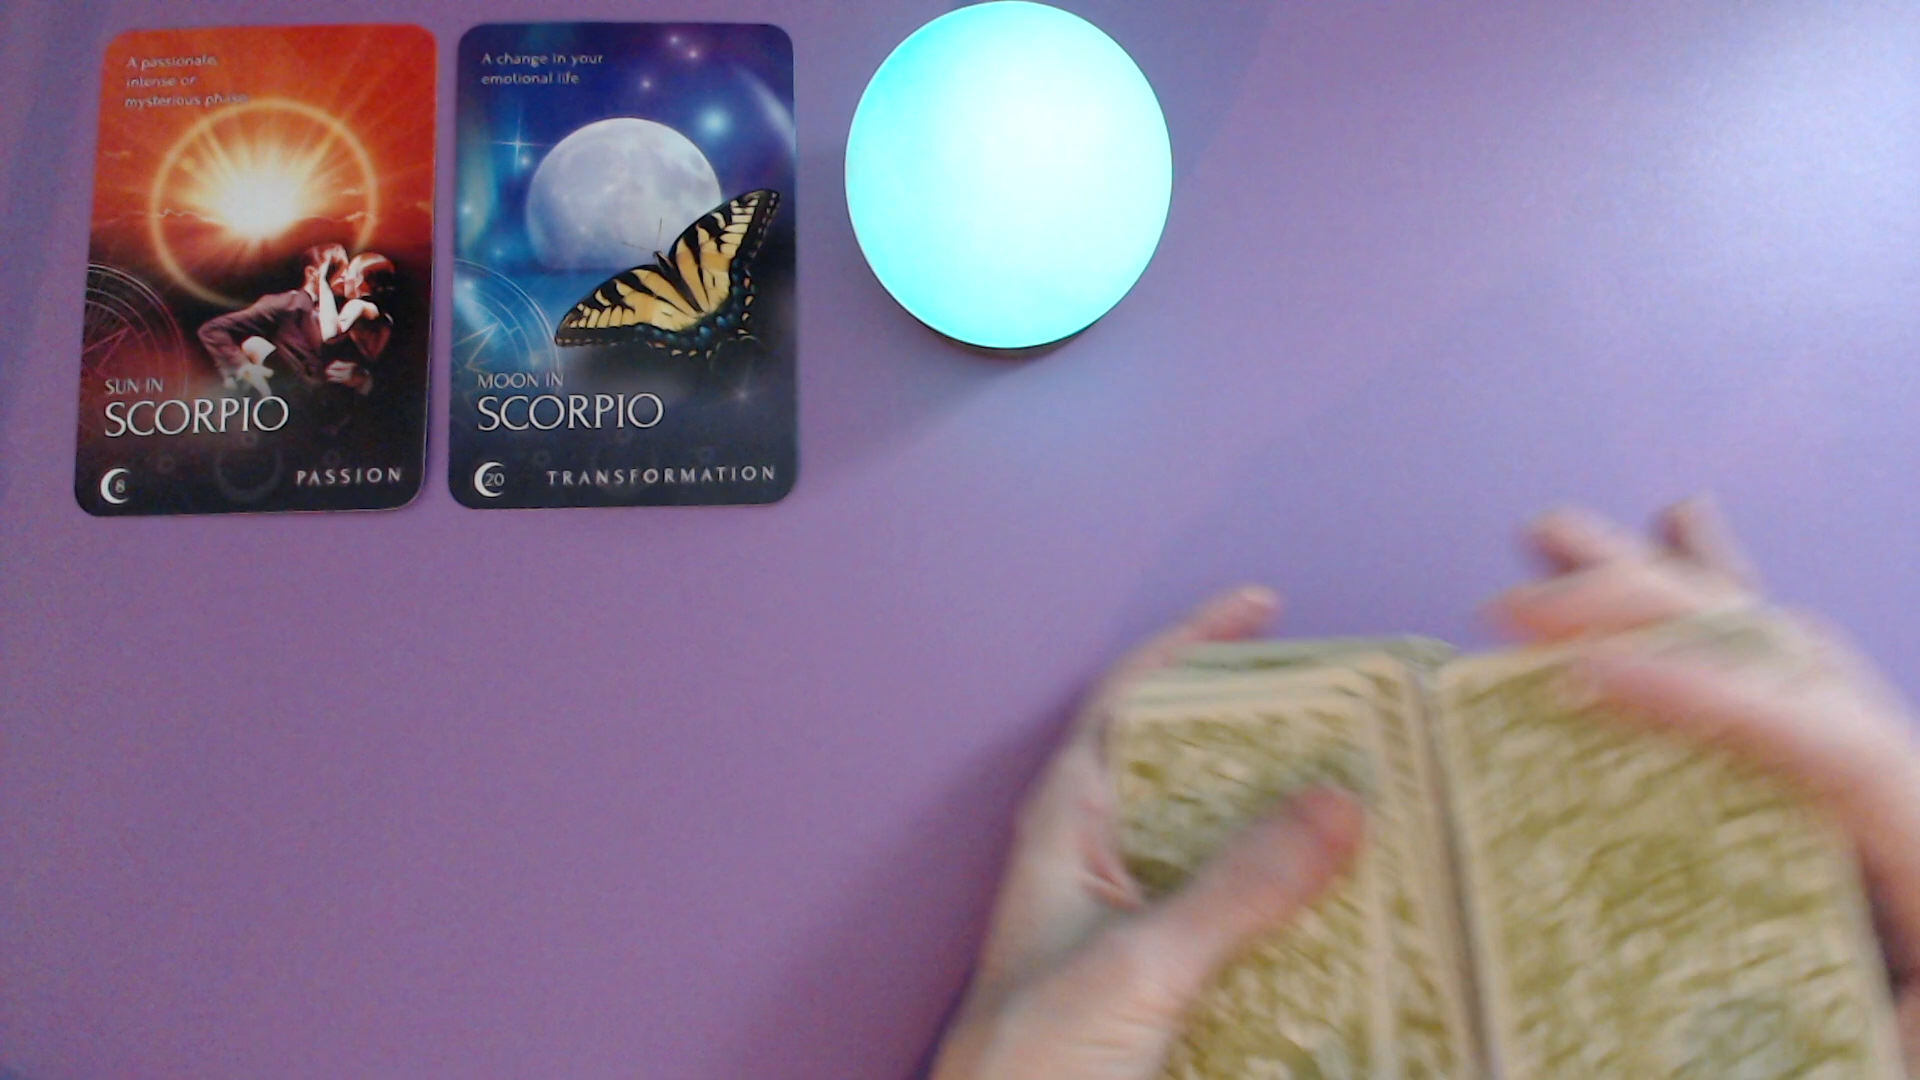 A passionate,
intense or
mysterious phase
SUN IN
SCORPIO
8
PASSION
A change in your
emotional life
MOON IN
SCORPIO
20
TRANSFORMATION